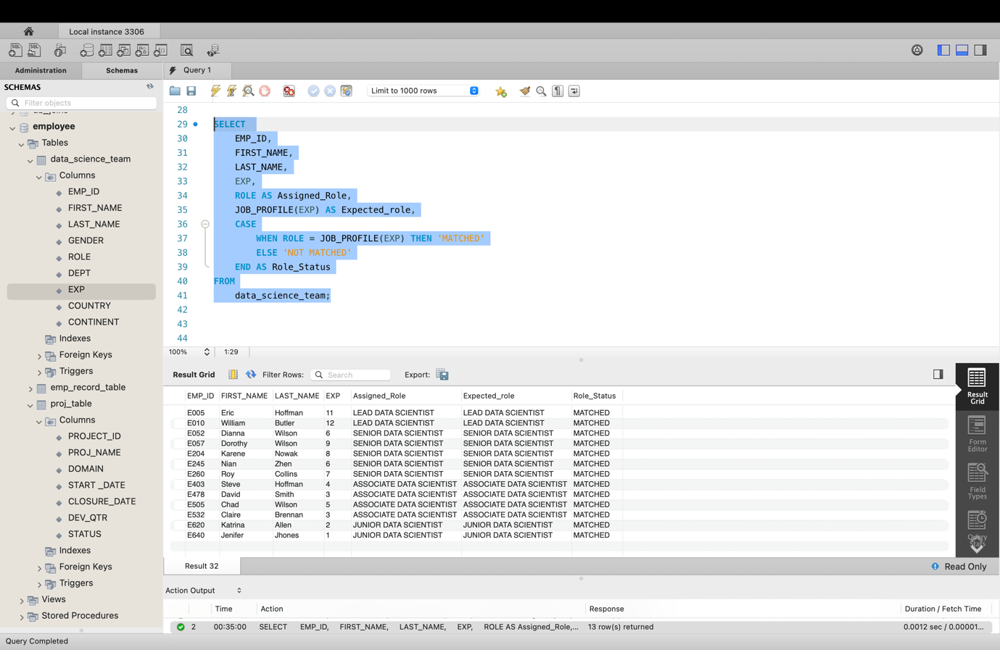 Local instance 3306
Administration
Schemas
Query 1
SCHEMAS
Filter objects
Limit to 1000 rows
employee
Tables
data_science_team
Columns
EMP_ID
FIRST_NAME
LAST_NAME
GENDER
ROLE
DEPT
EXP
COUNTRY
CONTINENT
Indexes
Foreign Keys
Triggers
emp_record_table
proj_table
Columns
PROJECT_ID
PROJ_NAME
DOMAIN
START _DATE
CLOSURE_DATE
DEV_QTR
STATUS
Indexes
Foreign Keys
Triggers
Views
Stored Procedures
28
29 SELECT
30 EMP_ID,
31 FIRST_NAME,
32 LAST_NAME,
33 EXP,
34 ROLE AS Assigned_Role,
35 JOB_PROFILE(EXP) AS Expected_role,
36 CASE
37 WHEN ROLE = JOB_PROFILE(EXP) THEN 'MATCHED'
38 ELSE 'NOT MATCHED'
39 END AS Role_Status
40 FROM
41 data_science_team;
42
43
44
100% 1:29
Result Grid Filter Rows: Search Export:
EMP_ID FIRST_NAME LAST_NAME EXP Assigned_Role Expected_role Role_Status
E005 Eric Hoffman 11 LEAD DATA SCIENTIST LEAD DATA SCIENTIST MATCHED
E010 William Butler 12 LEAD DATA SCIENTIST LEAD DATA SCIENTIST MATCHED
E052 Dianna Wilson 6 SENIOR DATA SCIENTIST SENIOR DATA SCIENTIST MATCHED
E057 Dorothy Wilson 9 SENIOR DATA SCIENTIST SENIOR DATA SCIENTIST MATCHED
E204 Karene Nowak 8 SENIOR DATA SCIENTIST SENIOR DATA SCIENTIST MATCHED
E245 Nian Zhen 6 SENIOR DATA SCIENTIST SENIOR DATA SCIENTIST MATCHED
E260 Roy Collins 7 SENIOR DATA SCIENTIST SENIOR DATA SCIENTIST MATCHED
E403 Steve Hoffman 4 ASSOCIATE DATA SCIENTIST ASSOCIATE DATA SCIENTIST MATCHED
E478 David Smith 3 ASSOCIATE DATA SCIENTIST ASSOCIATE DATA SCIENTIST MATCHED
E505 Chad Wilson 5 ASSOCIATE DATA SCIENTIST ASSOCIATE DATA SCIENTIST MATCHED
E532 Claire Brennan 3 ASSOCIATE DATA SCIENTIST ASSOCIATE DATA SCIENTIST MATCHED
E620 Katrina Allen 2 JUNIOR DATA SCIENTIST JUNIOR DATA SCIENTIST MATCHED
E640 Jenifer Jhones 1 JUNIOR DATA SCIENTIST JUNIOR DATA SCIENTIST MATCHED
Result
Grid
Form
Editor
Field
Types
Query
Stats
Result 32
Read Only
Action Output
Time Action Response Duration / Fetch Time
2 00:35:00 SELECT EMP_ID, FIRST_NAME, LAST_NAME, EXP, ROLE AS Assigned_Role,... 13 row(s) returned 0.0012 sec / 0.00001...
Query Completed